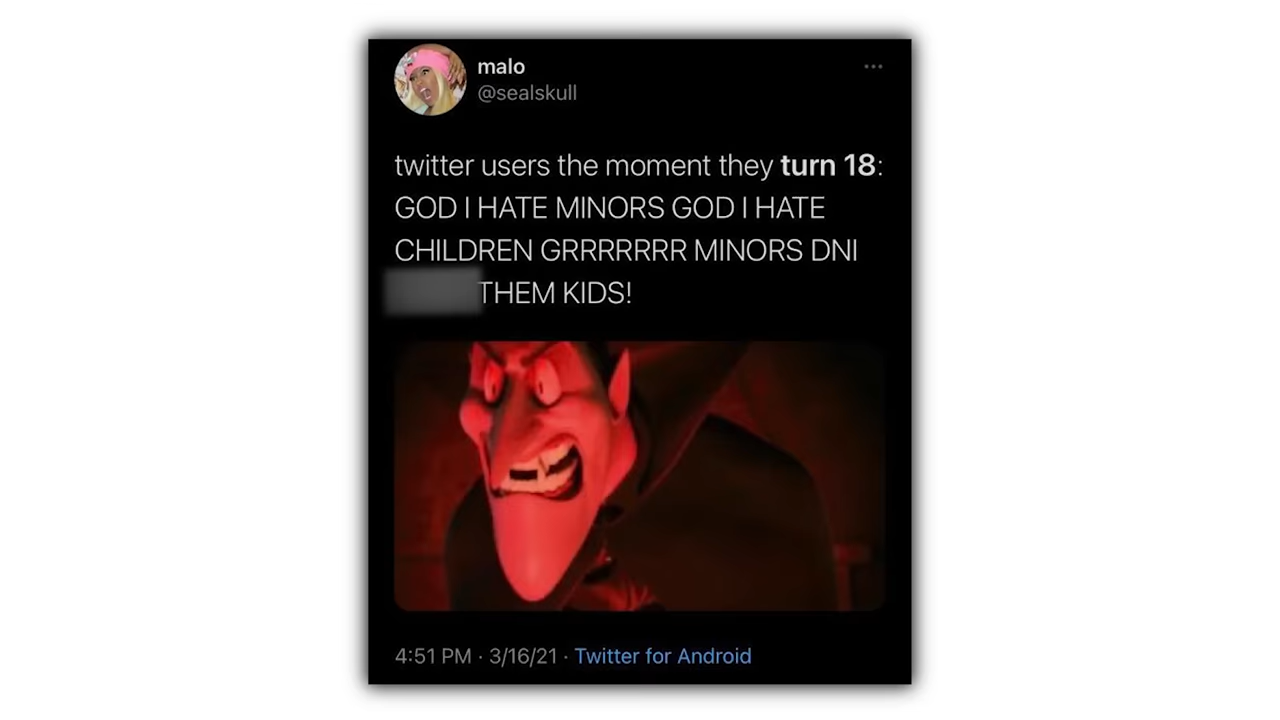 malo
@sealskull
twitter users the moment they turn 18:
GOD I HATE MINORS GOD I HATE
CHILDREN GRRRRRRR MINORS DNI
THEM KIDS!
4:51 PM · 3/16/21 · Twitter for Android